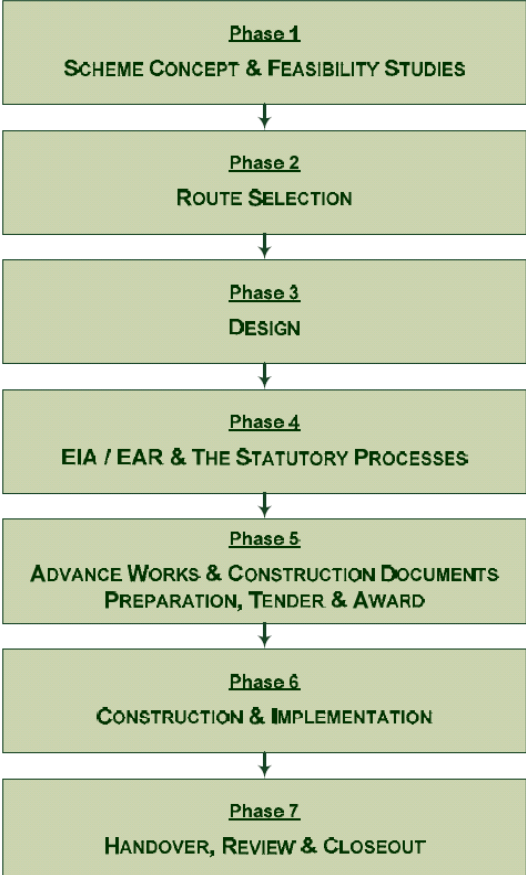 Phase 1
SCHEME CONCEPT & FEASIBILITY STUDIES
Phase 2
ROUTE SELECTION
Phase 3
DESIGN
Phase 4
EIA / EAR & THE STATUTORY PROCESSES
Phase 5
ADVANCE WORKS & CONSTRUCTION DOCUMENTS
PREPARATION, TENDER & AWARD
Phase 6
CONSTRUCTION & IMPLEMENTATION
Phase 7
HANDOVER, REVIEW & CLOSEOUT